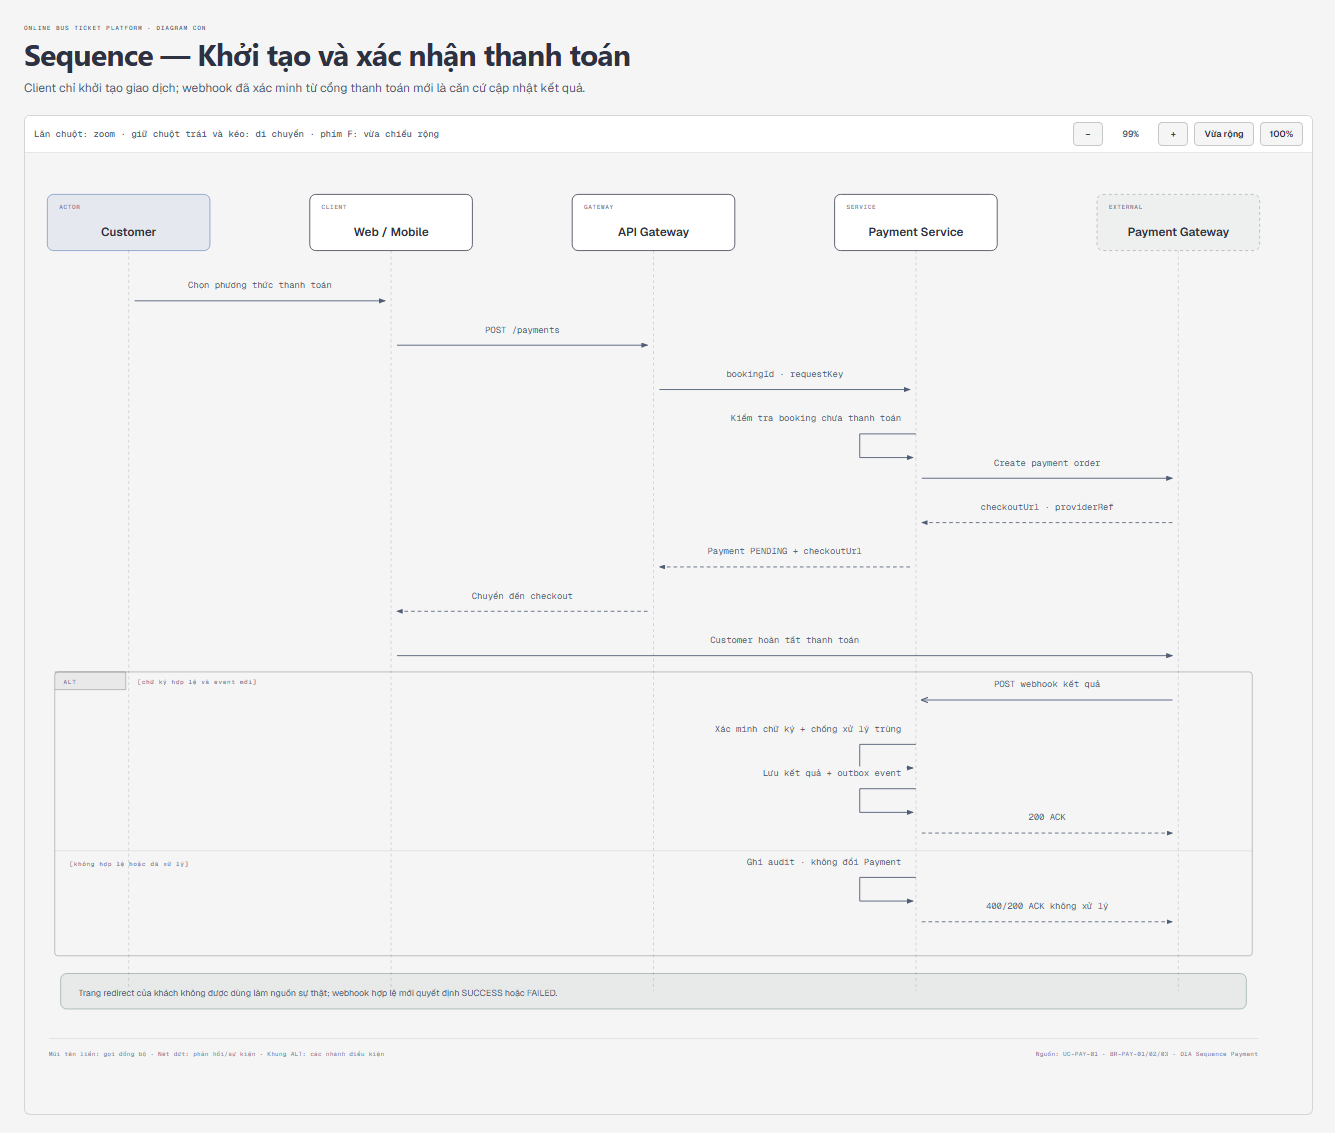 ONLINE BUS TICKET PLATFORM · DIAGRAM CON
Sequence — Khởi tạo và xác nhận thanh toán
Client chỉ khởi tạo giao dịch; webhook đã xác minh từ cổng thanh toán mới là căn cứ cập nhật kết quả.
Lăn chuột: zoom · giữ chuột trái và kéo: di chuyển · phím F: vừa chiều rộng
−
99%
+
Vừa rộng
100%
ACTOR
Customer
CLIENT
Web / Mobile
GATEWAY
API Gateway
SERVICE
Payment Service
EXTERNAL
Payment Gateway
Chọn phương thức thanh toán
POST /payments
bookingId · requestKey
Kiểm tra booking chưa thanh toán
Create payment order
checkoutUrl · providerRef
Payment PENDING + checkoutUrl
Chuyển đến checkout
Customer hoàn tất thanh toán
ALT
[chữ ký hợp lệ và event mới]
POST webhook kết quả
Xác minh chữ ký + chống xử lý trùng
Lưu kết quả + outbox event
200 ACK
[không hợp lệ hoặc đã xử lý]
Ghi audit · không đổi Payment
400/200 ACK không xử lý
Trang redirect của khách không được dùng làm nguồn sự thật; webhook hợp lệ mới quyết định SUCCESS hoặc FAILED.
Mũi tên liền: gọi đồng bộ · Nét đứt: phản hồi/sự kiện · Khung ALT: các nhánh điều kiện
Nguồn: UC-PAY-01 · BR-PAY-01/02/03 · OIA Sequence Payment